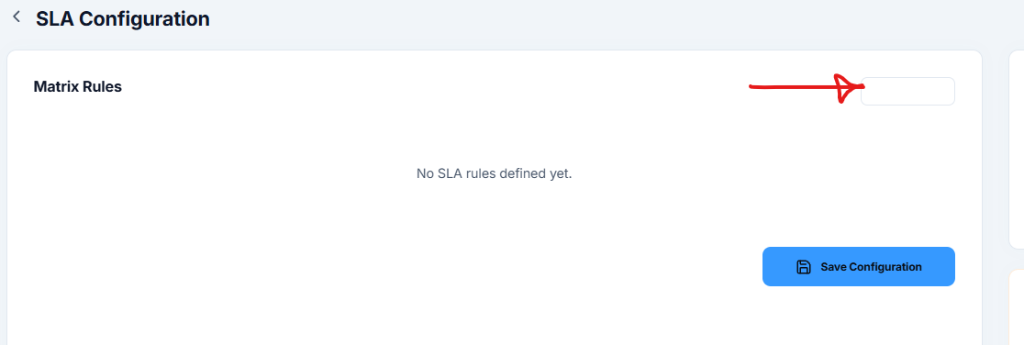 SLA Configuration
Matrix Rules
No SLA rules defined yet.
Save Configuration